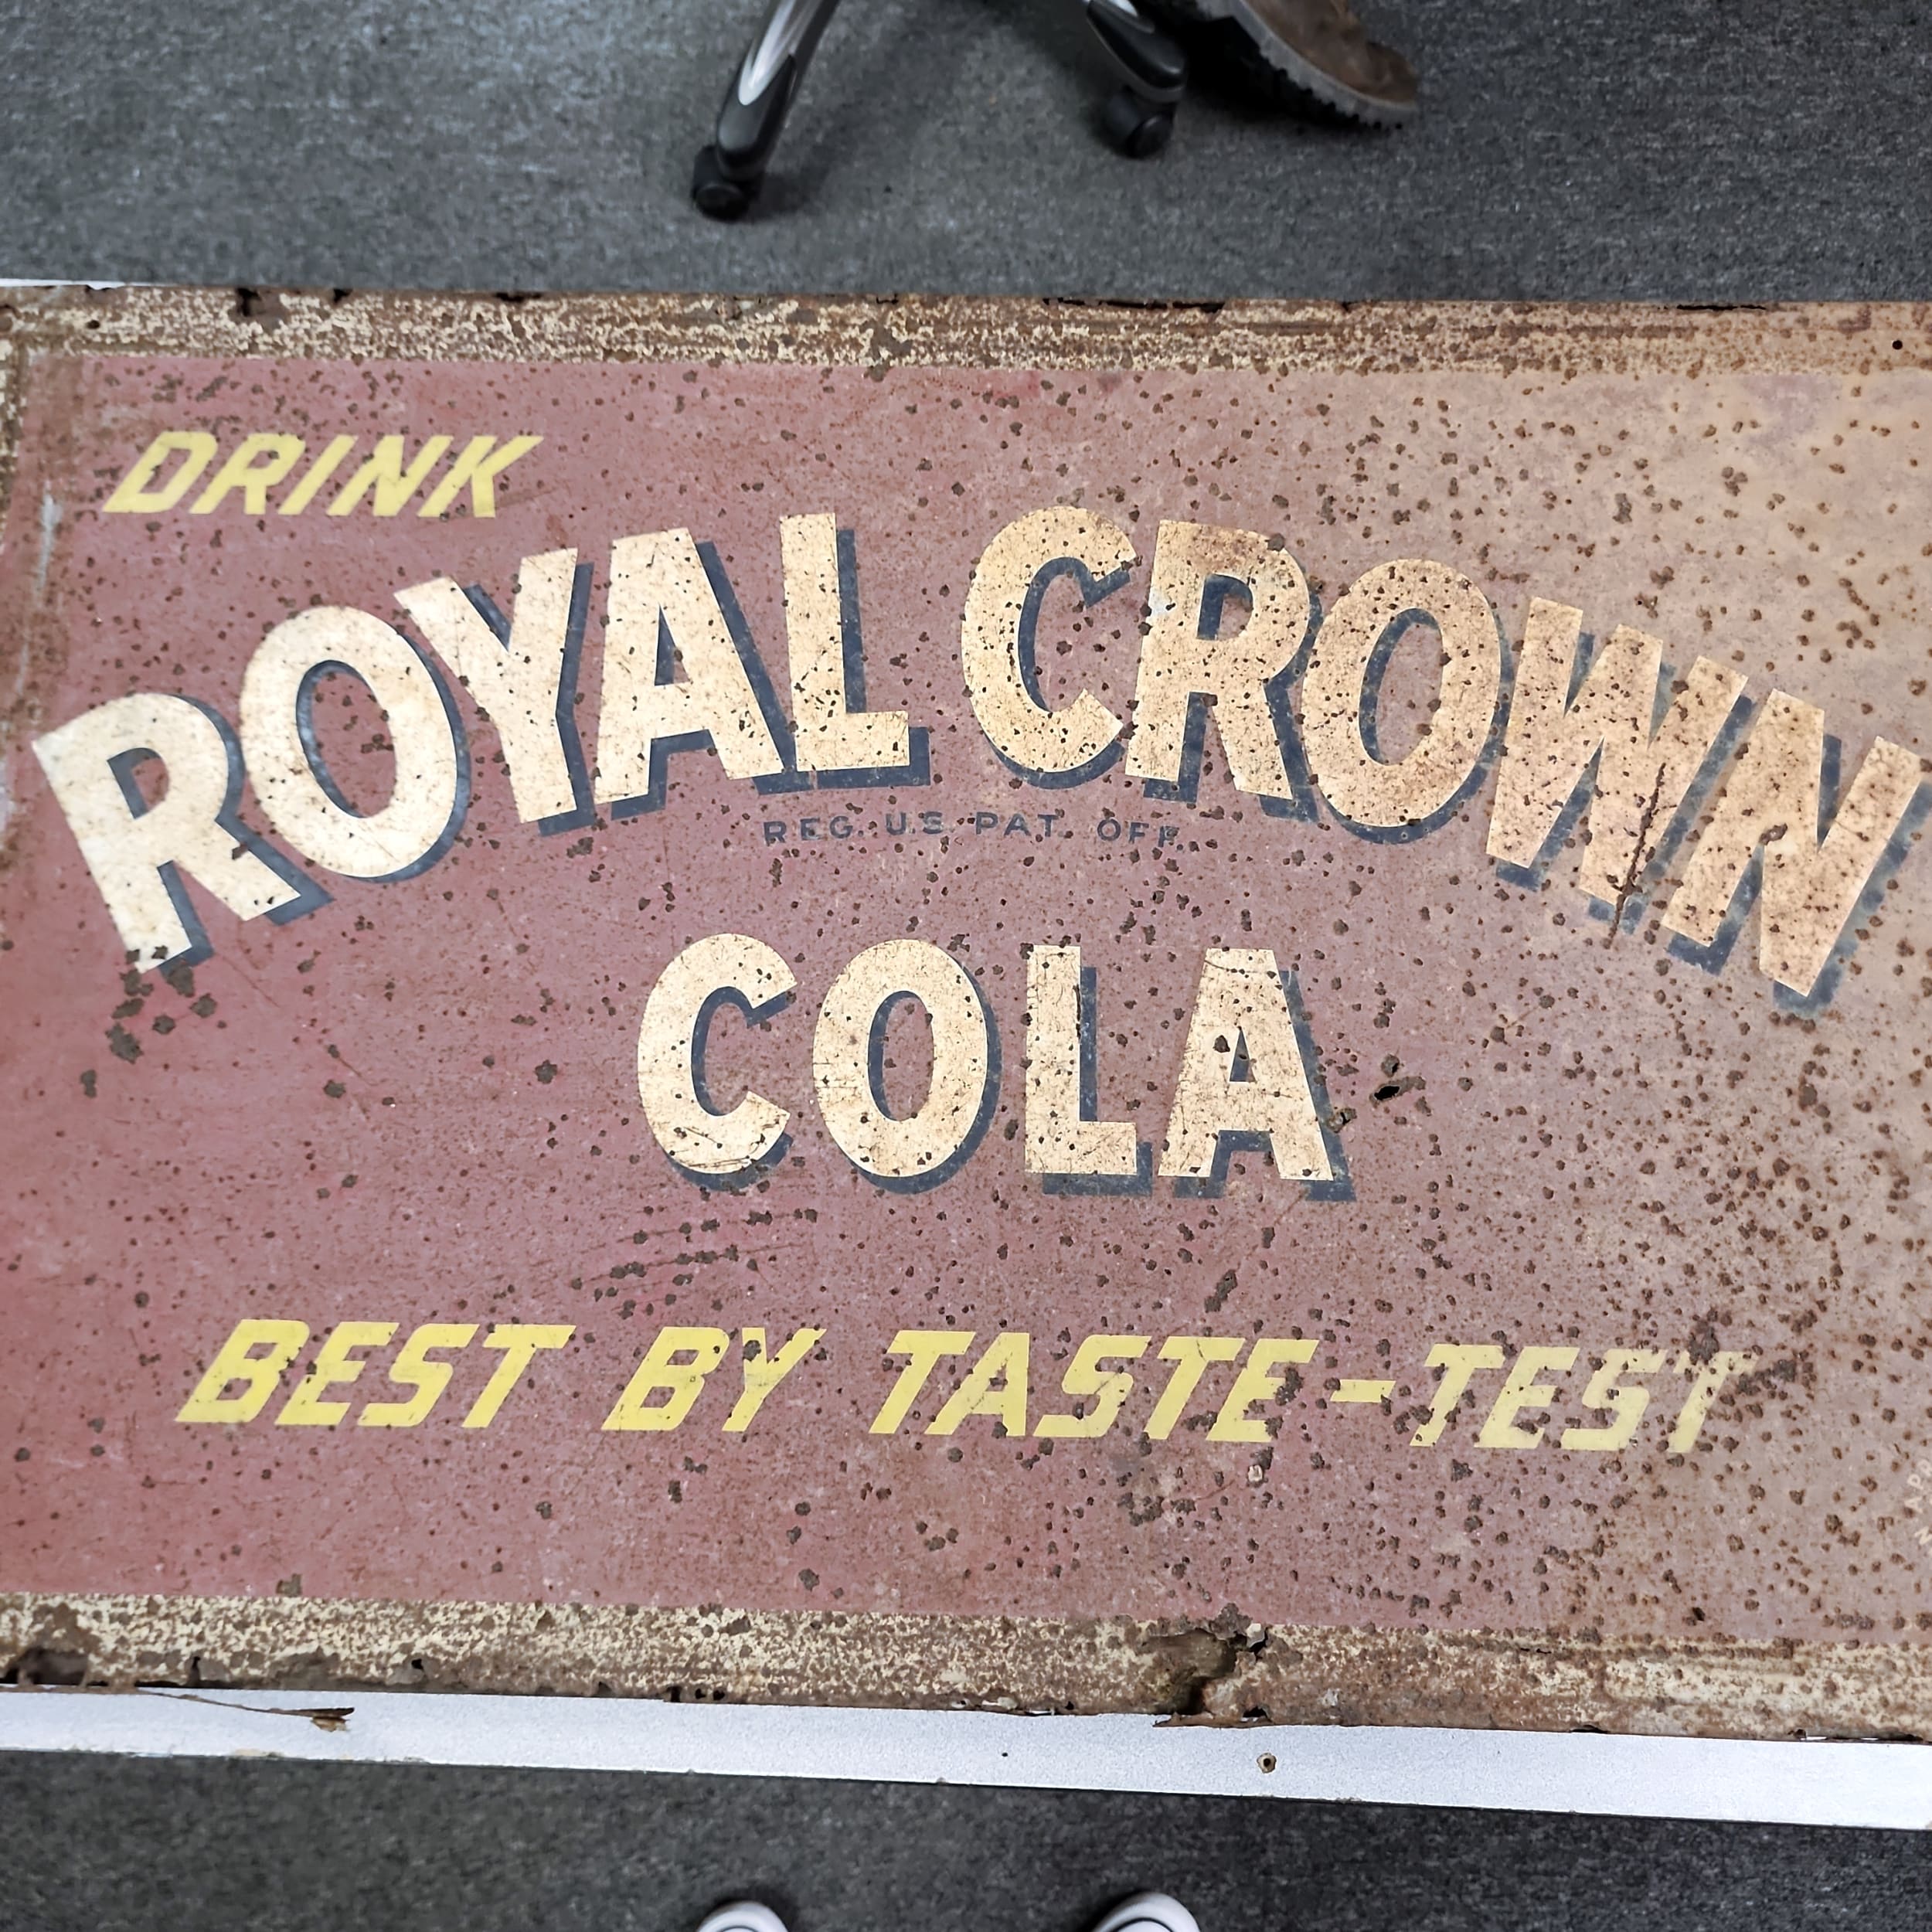 DRINK
ROYAL CROWN
REG. U.S. PAT. OFF.
COLA
BEST BY TASTE-TEST